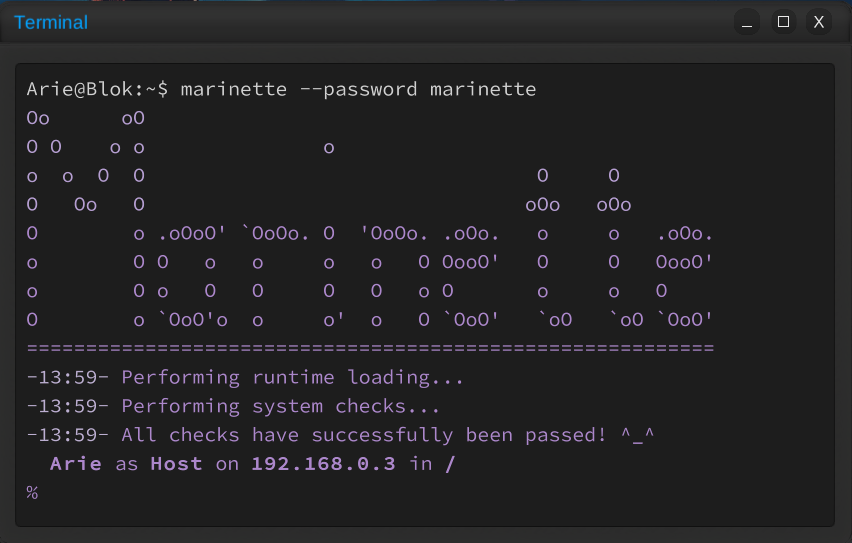 Terminal
_ □ X
Arie@Blok:~$ marinette --password marinette
Oo      oO
O O    o o               o
o  o  O  O                                 O     O
O   Oo   O                                oOo   oOo
O        o .oOoO' `OoOo. O  'OoOo. .oOo.   o     o    .oOo.
o        O O   o   o     o   o   O OooO'   O     O    OooO'
o        O o   O   O     O   O   o O       o     o    O
O        o `OoO'o  o     o'  o   O `OoO'   `oO   `oO `OoO'
==========================================================
-13:59- Performing runtime loading...
-13:59- Performing system checks...
-13:59- All checks have successfully been passed! ^_^
  Arie as Host on 192.168.0.3 in /
%